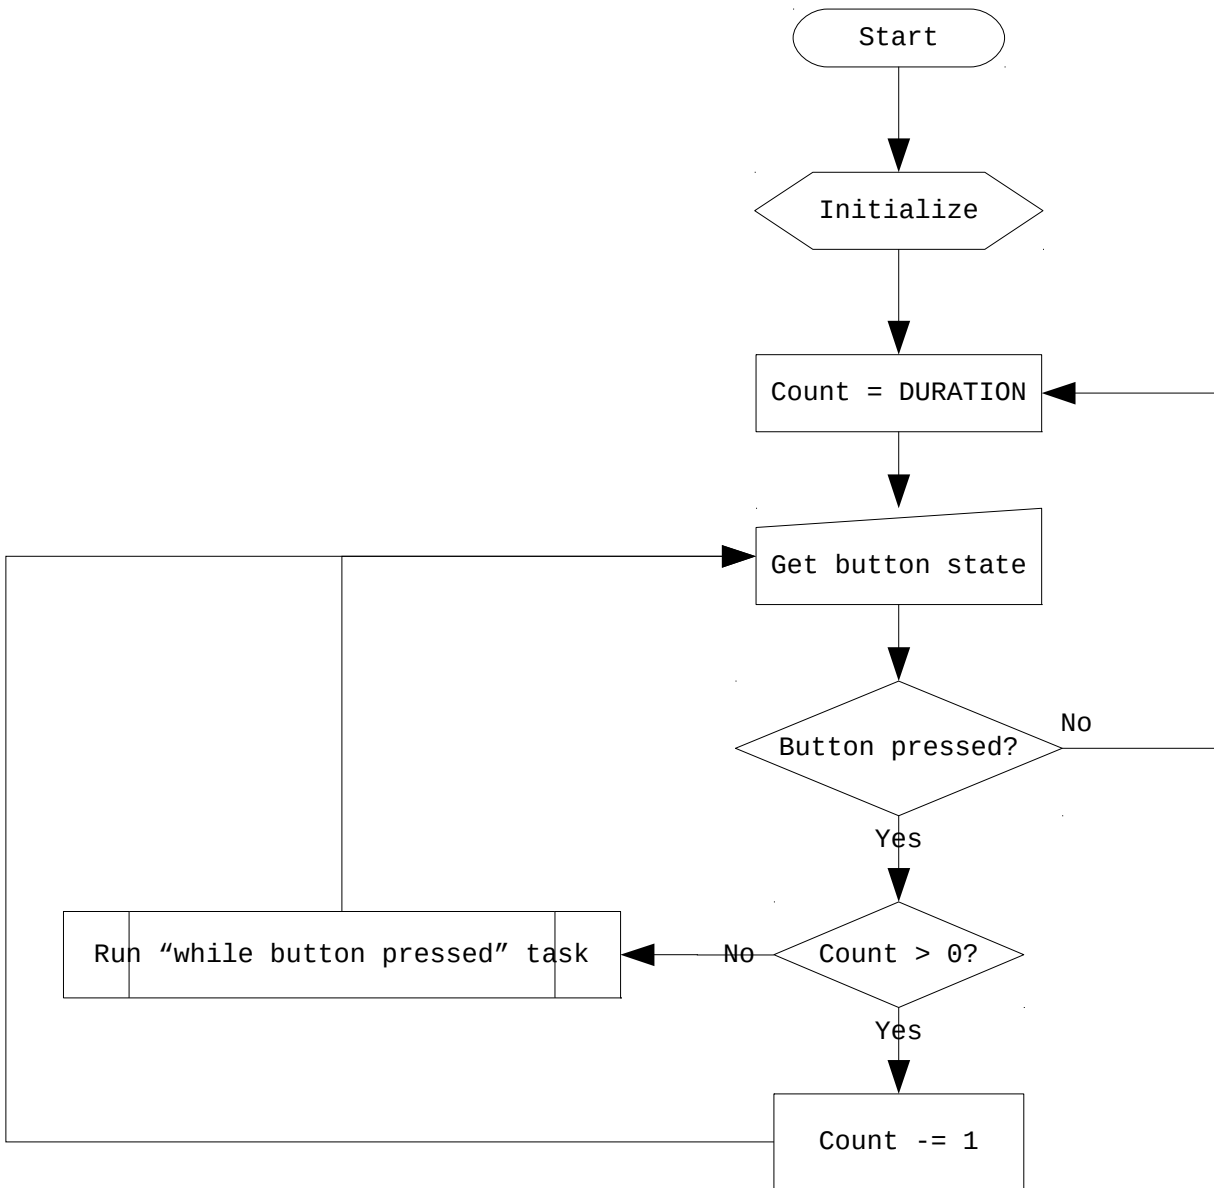 Start
Initialize
Count = DURATION
Get button state
Button pressed?
No
Yes
Run “while button pressed” task
No
Count > 0?
Yes
Count -= 1